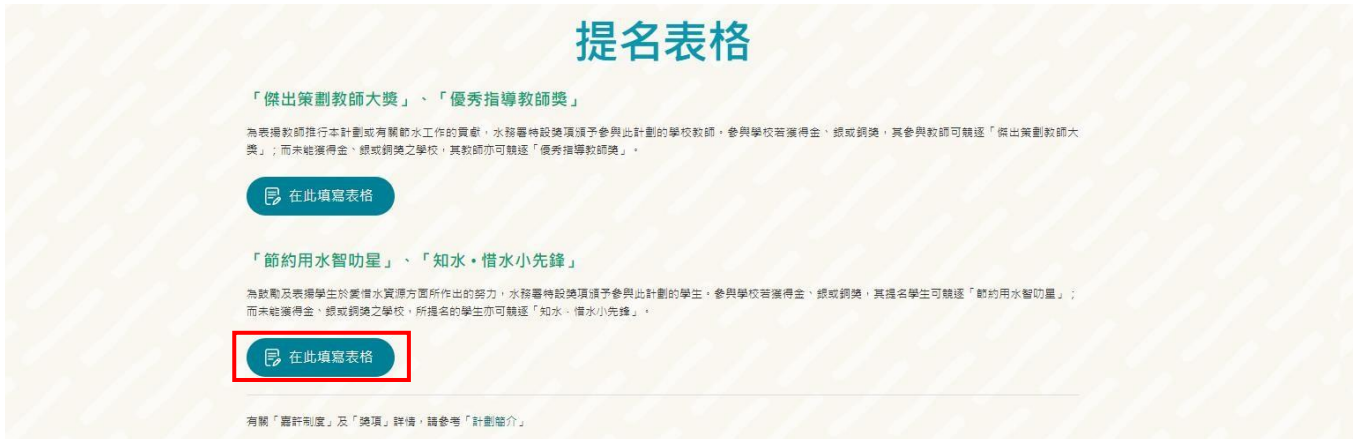 提名表格
「傑出策劃教師大獎」、「優秀指導教師獎」
為表揚教師推行本計劃或有關節水工作的貢獻，水務署特設獎項頒予參與此計劃的學校教師。參與學校若獲得金、銀或銅獎，其參與教師可競逐「傑出策劃教師大
獎」；而未能獲得金、銀或銅獎之學校，其教師亦可競逐「優秀指導教師獎」。
在此填寫表格
「節約用水智叻星」、「知水•惜水小先鋒」
為鼓勵及表揚學生於愛惜水資源方面所作出的努力，水務署特設獎項頒予參與此計劃的學生。參與學校若獲得金、銀或銅獎，其提名學生可競逐「節約用水智叻星」；
而未能獲得金、銀或銅獎之學校，所提名的學生亦可競逐「知水．惜水小先鋒」。
在此填寫表格
有關「嘉許制度」及「獎項」詳情，請參考「計劃簡介」